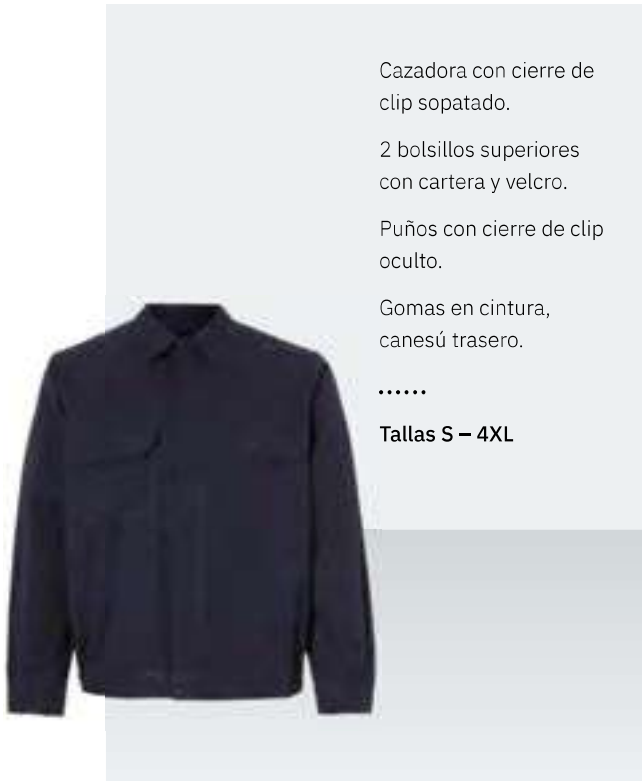 Cazadora con cierre de
clip sopatado.
2 bolsillos superiores
con cartera y velcro.
Puños con cierre de clip
oculto.
Gomas en cintura,
canesú trasero.
......
Tallas S – 4XL